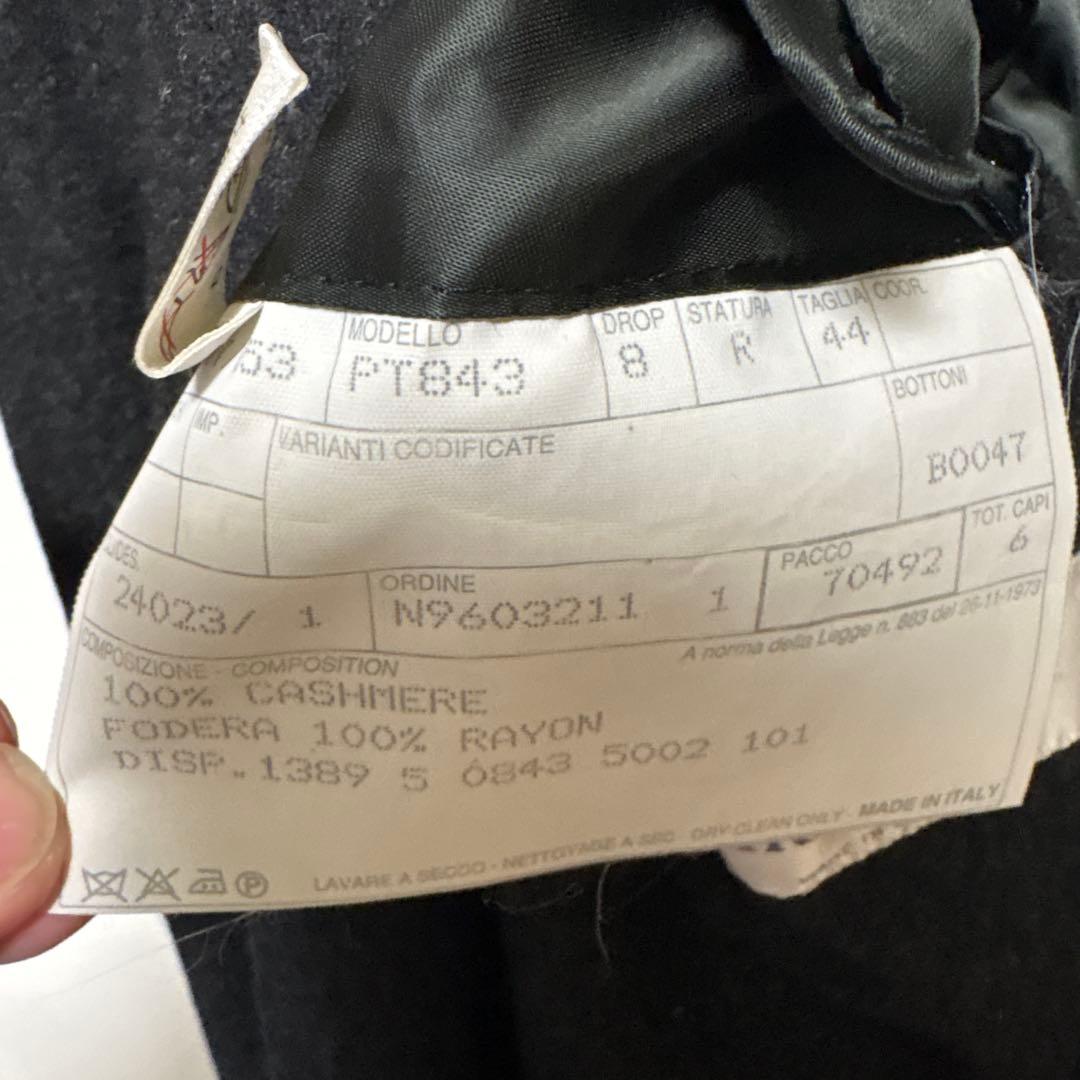 MODELLO DROP STATURA TAGLIA COOR.
53 PT843 8 R 44
IMP. VARIANTI CODIFICATE BOTTONI
B0047
ORDINE PACCO TOT. CAPI
24023/ 1 N9603211 1 70492 6
A norma della Legge n. 883 del 26-11-1973
COMPOSIZIONE - COMPOSITION
100% CASHMERE
FODERA 100% RAYON
DISP. 1389 5 0843 5002 101
LAVARE A SECCO - NETTOYAGE A SEC - DRY CLEAN ONLY - MADE IN ITALY
P